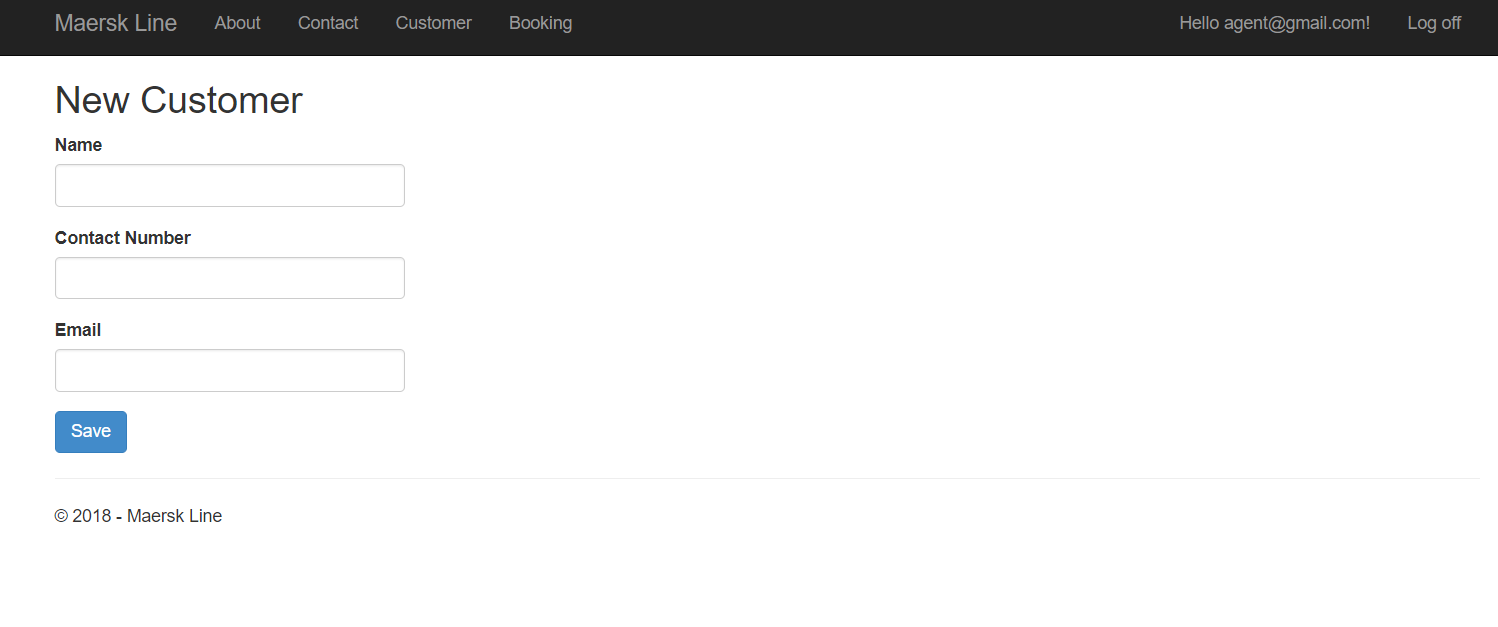 Maersk Line About Contact Customer Booking Hello agent@gmail.com! Log off
New Customer
Name
Contact Number
Email
Save
© 2018 - Maersk Line